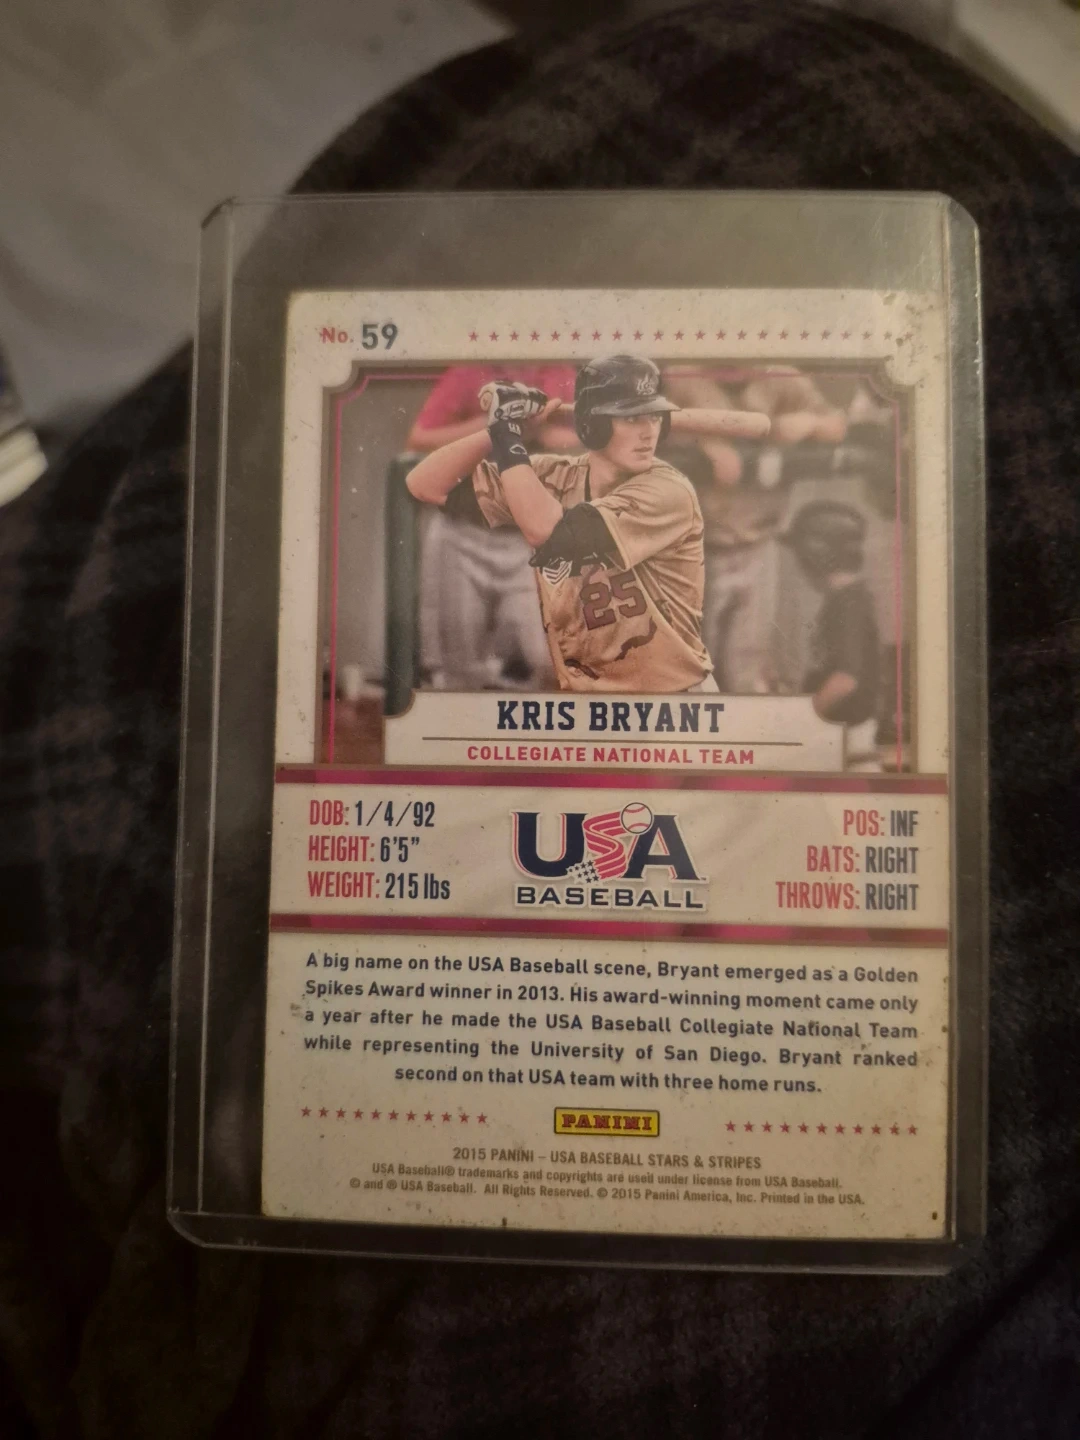 No. 59
25
KRIS BRYANT
COLLEGIATE NATIONAL TEAM
DOB: 1/4/92
HEIGHT: 6'5"
WEIGHT: 215 lbs
USA
BASEBALL
POS: INF
BATS: RIGHT
THROWS: RIGHT
A big name on the USA Baseball scene, Bryant emerged as a Golden
Spikes Award winner in 2013. His award-winning moment came only
a year after he made the USA Baseball Collegiate National Team
while representing the University of San Diego. Bryant ranked
second on that USA team with three home runs.
PANINI
2015 PANINI – USA BASEBALL STARS & STRIPES
USA Baseball® trademarks and copyrights are used under license from USA Baseball.
© and ® USA Baseball. All Rights Reserved. © 2015 Panini America, Inc. Printed in the USA.